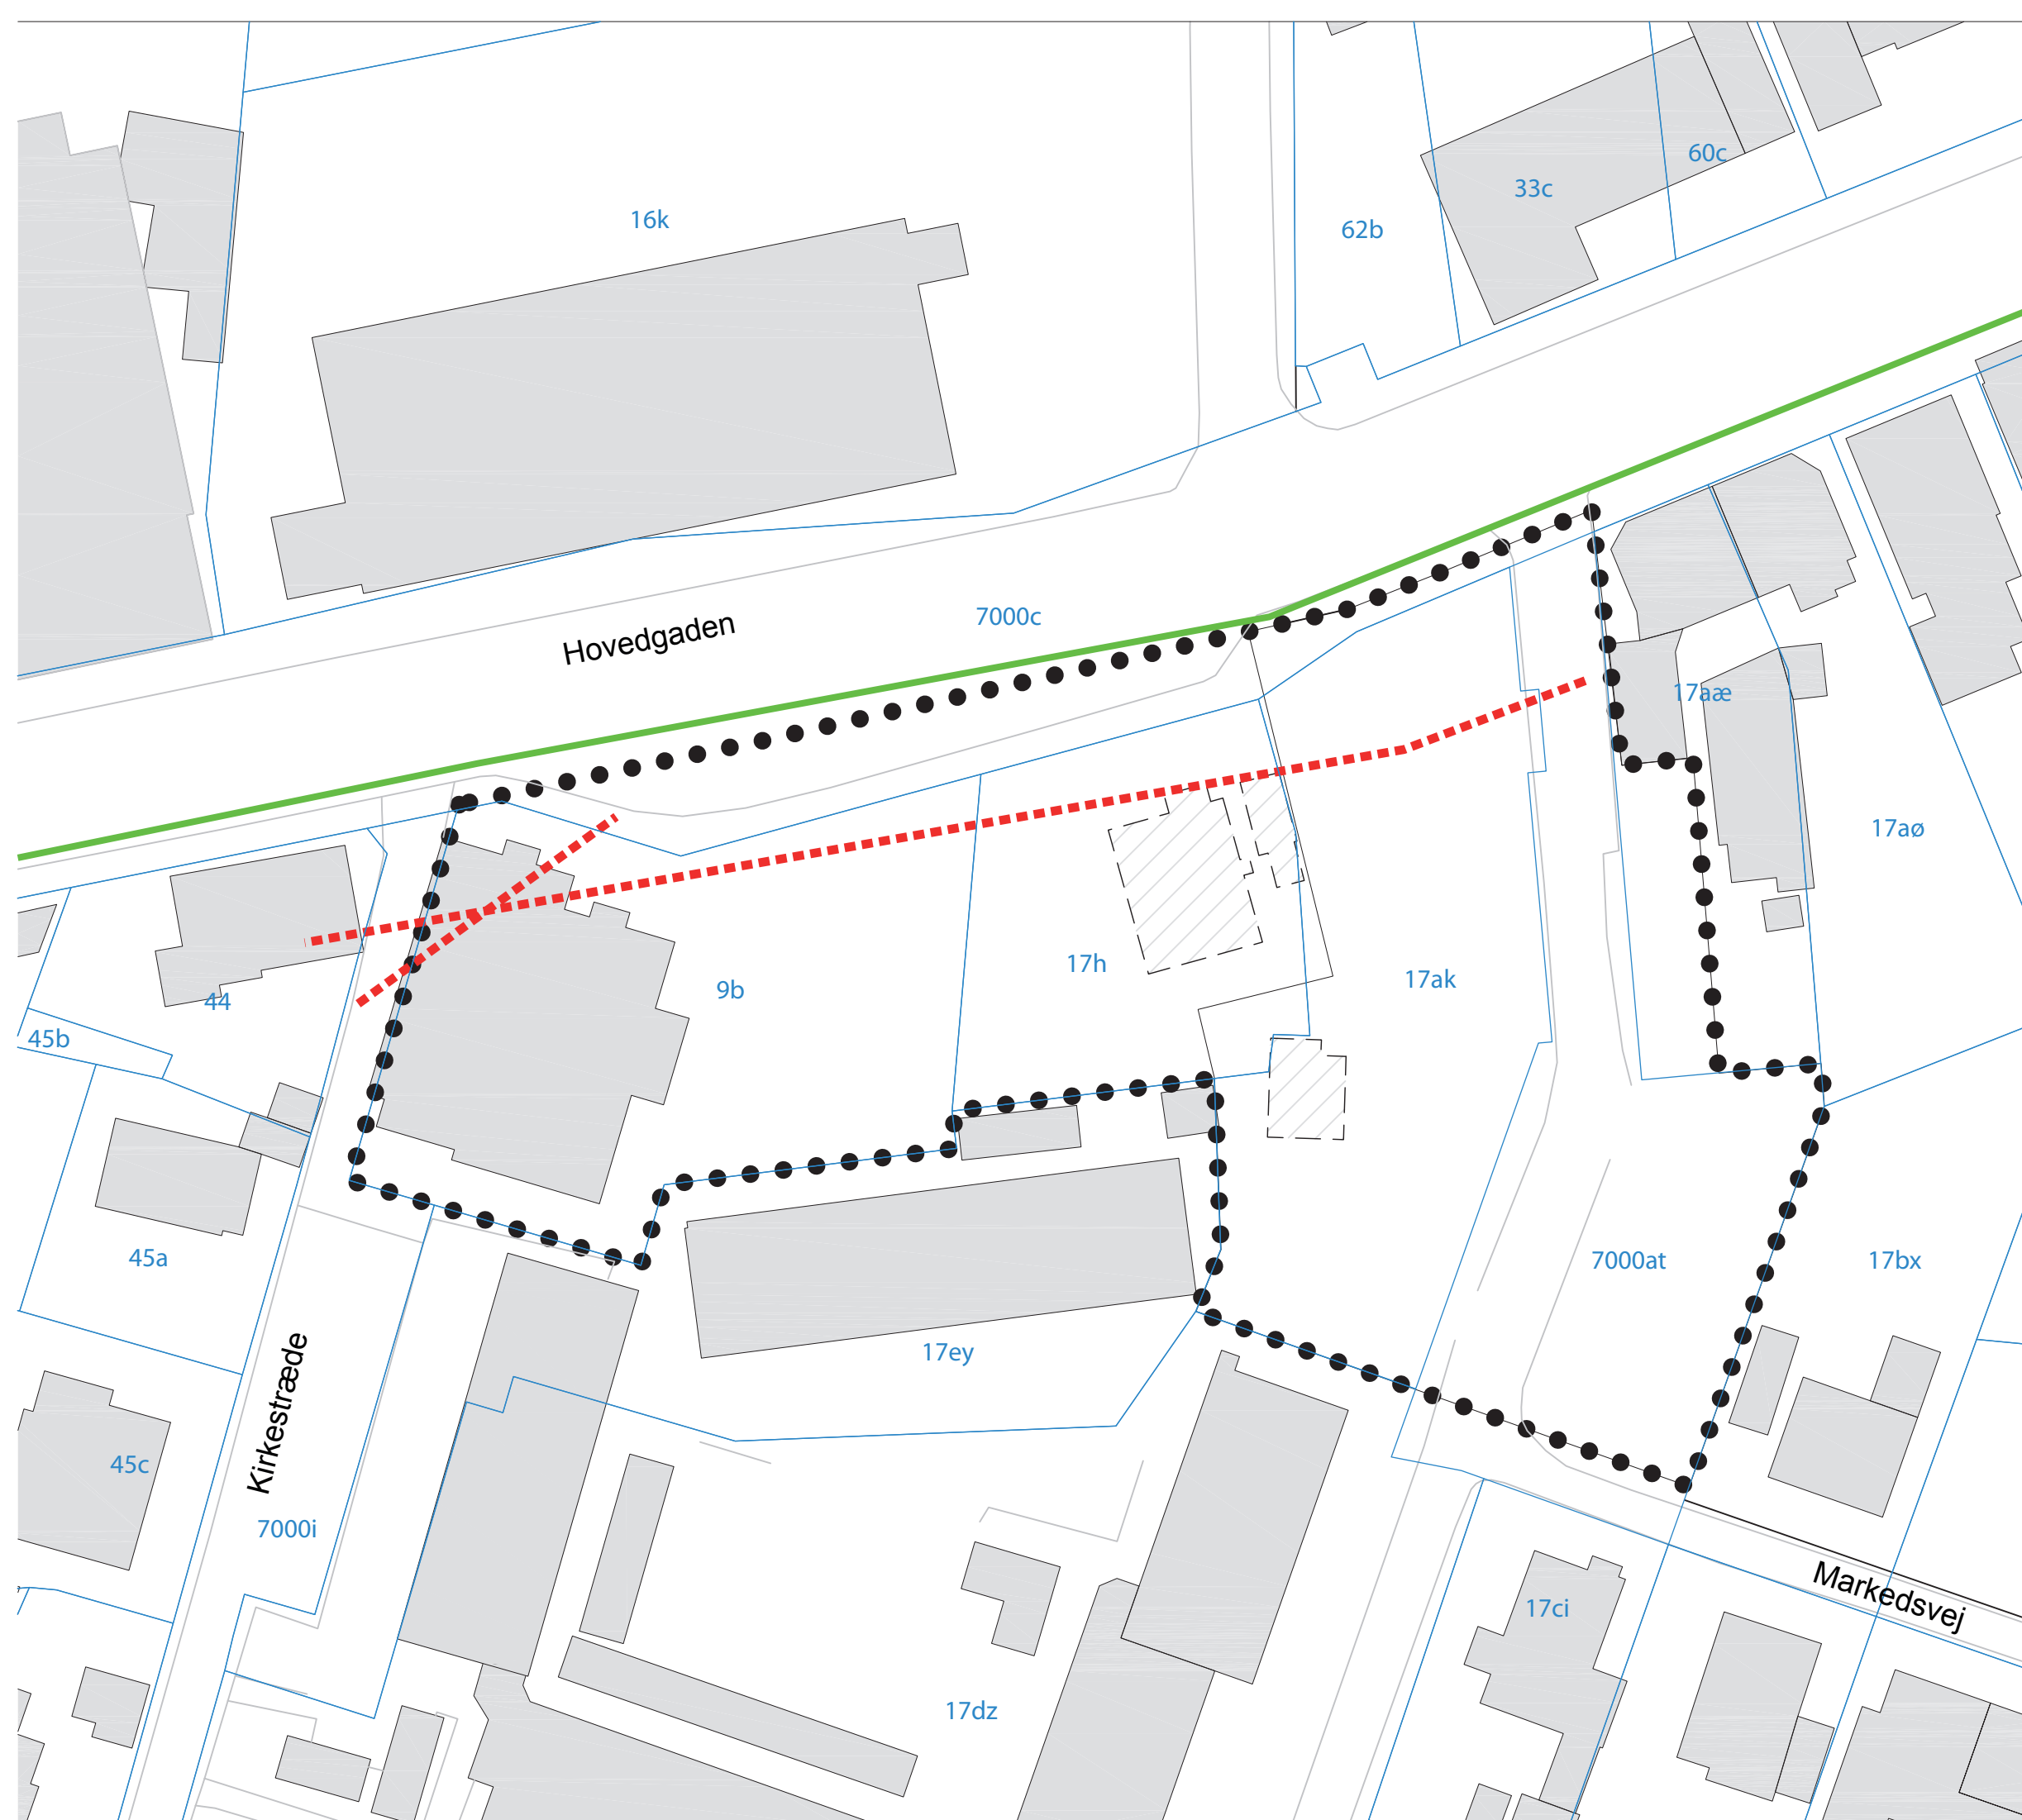 60c
33c
16k
62b
7000c
Hovedgaden
17aæ
17aø
17h
17ak
9b
44
45b
45a
7000at
17bx
17ey
Kirkestræde
45c
7000i
Markedsvej
17ci
17dz